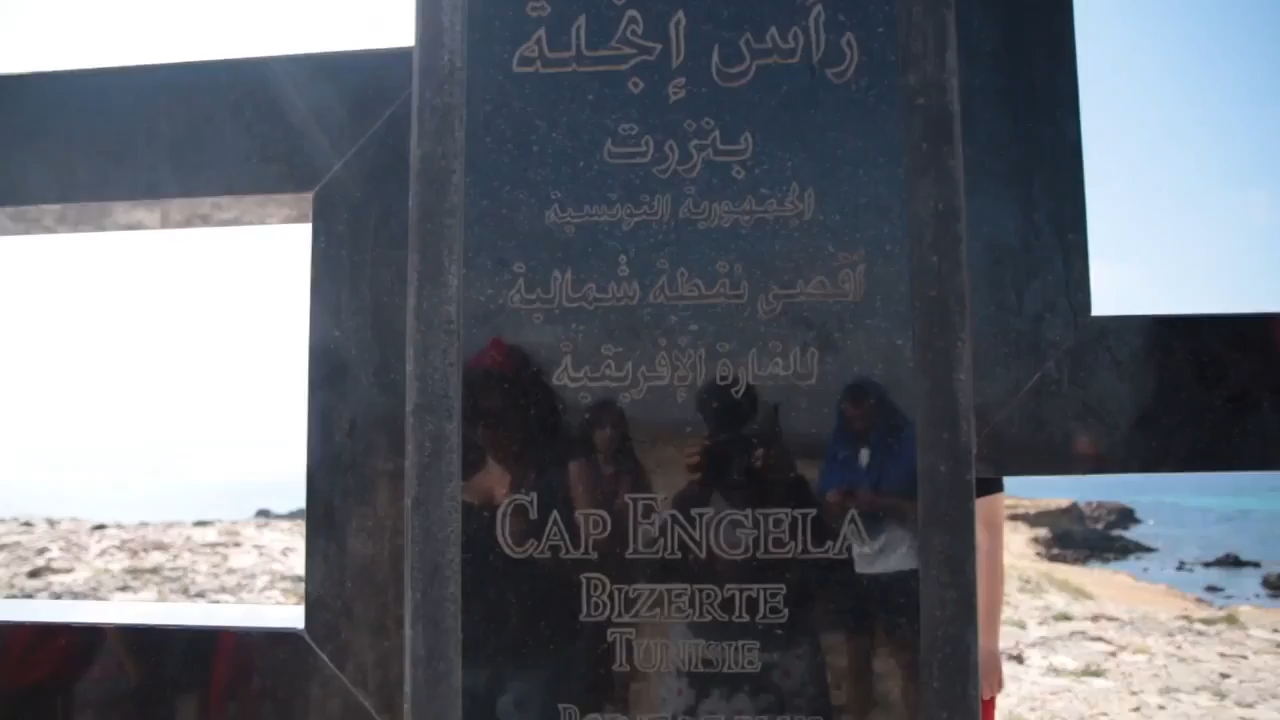 رأس إنجلة
بنزرت
الجمهورية التونسية
أقصى نقطة شمالية
للقارة الإفريقية
CAP ENGELA
BIZERTE
TUNISIE